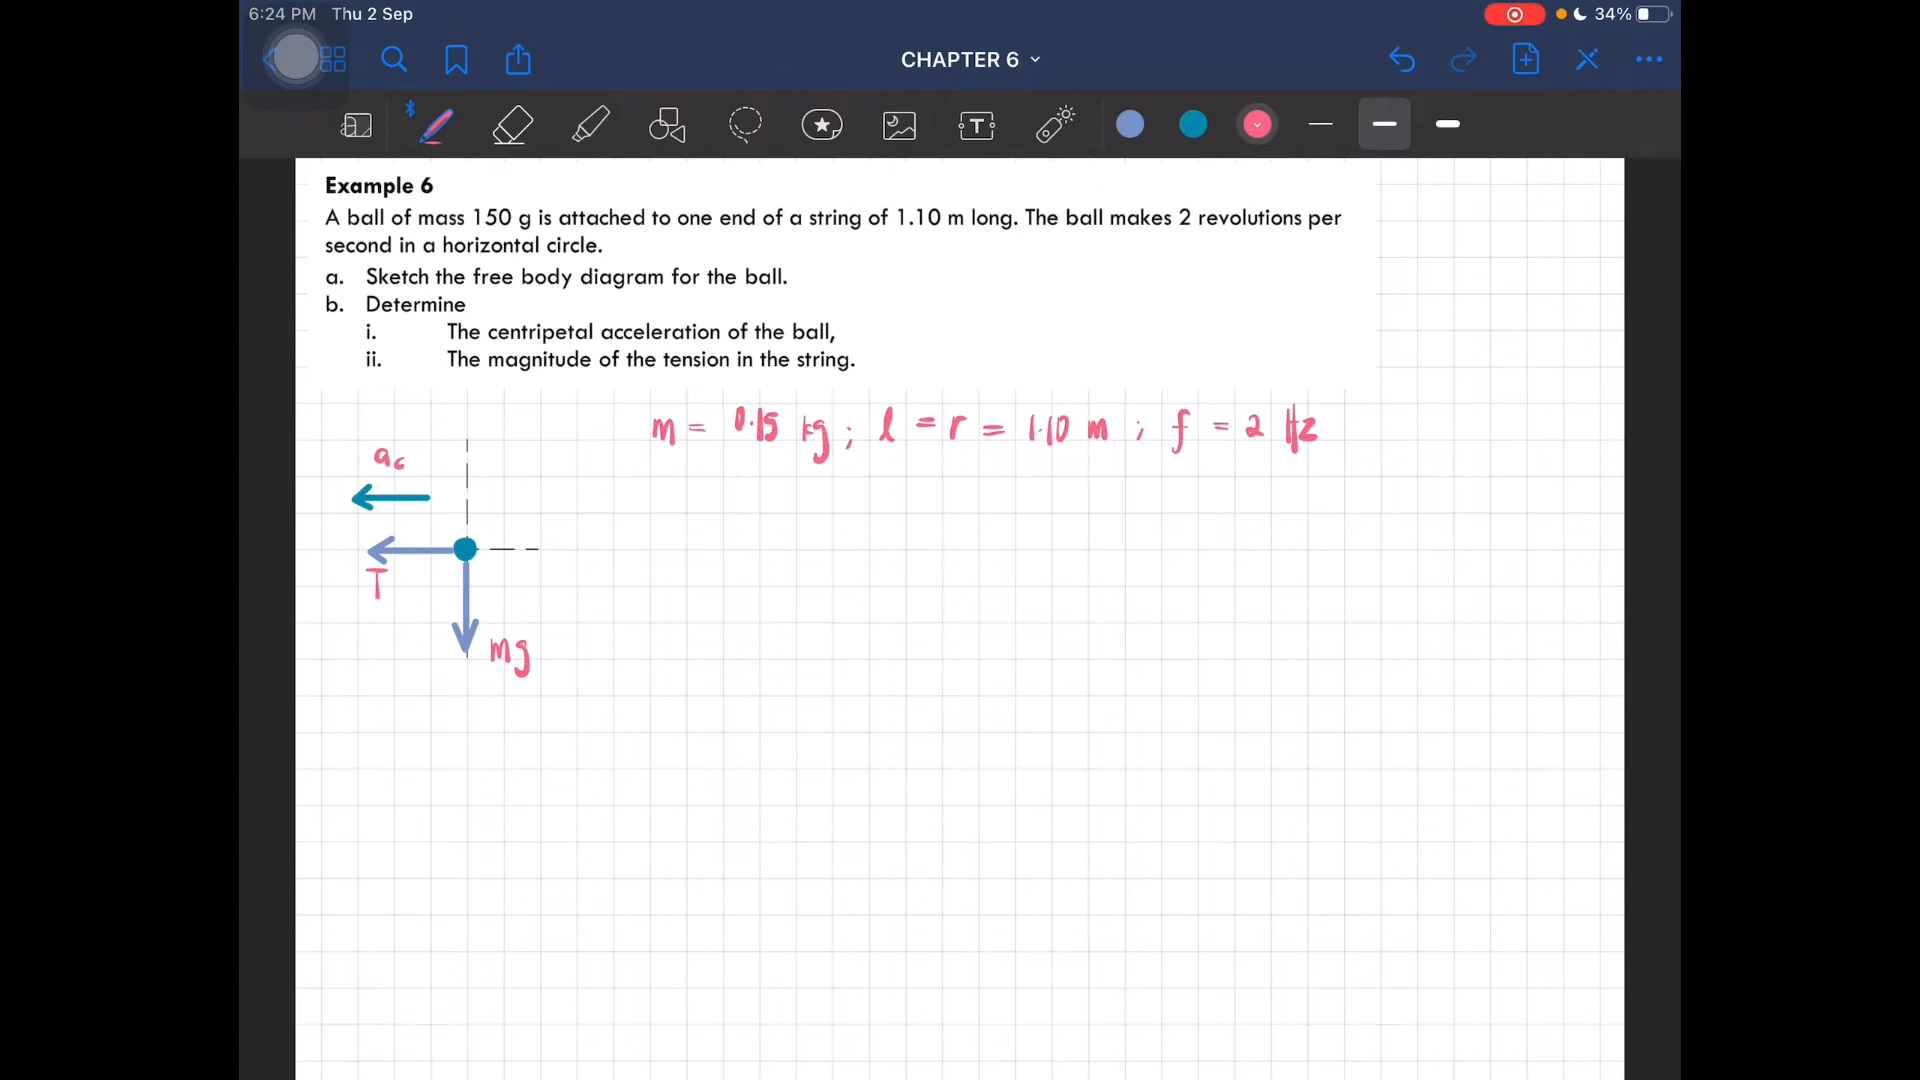 6:24 PM Thu 2 Sep
34%
CHAPTER 6
Example 6
A ball of mass 150 g is attached to one end of a string of 1.10 m long. The ball makes 2 revolutions per
second in a horizontal circle.
a. Sketch the free body diagram for the ball.
b. Determine
i. The centripetal acceleration of the ball,
ii. The magnitude of the tension in the string.
m = 0.15 kg ; l = r = 1.10 m ; f = 2 Hz
ac
T
mg